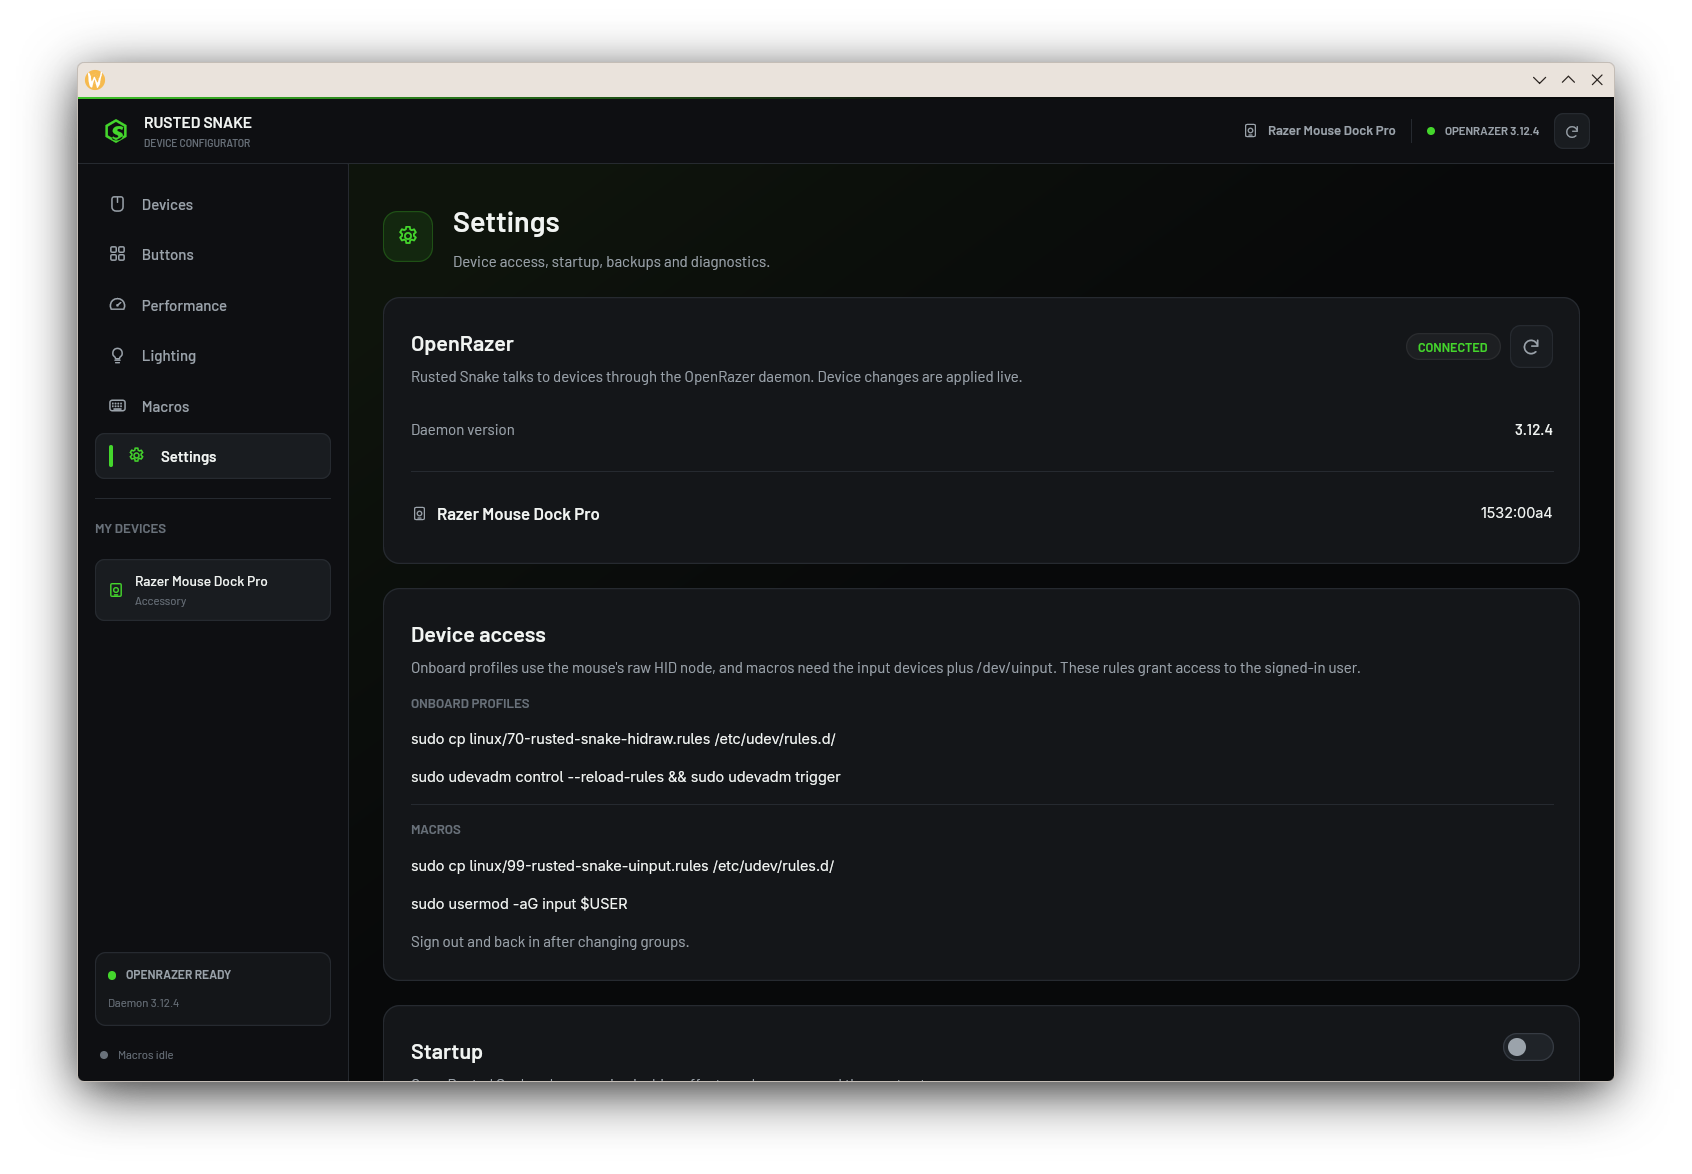 RUSTED SNAKE
DEVICE CONFIGURATOR
Razer Mouse Dock Pro
OPENRAZER 3.12.4
Devices
Buttons
Performance
Lighting
Macros
Settings
MY DEVICES
Razer Mouse Dock Pro
Accessory
OPENRAZER READY
Daemon 3.12.4
Macros idle
Settings
Device access, startup, backups and diagnostics.
OpenRazer
CONNECTED
Rusted Snake talks to devices through the OpenRazer daemon. Device changes are applied live.
Daemon version
3.12.4
Razer Mouse Dock Pro
1532:00a4
Device access
Onboard profiles use the mouse's raw HID node, and macros need the input devices plus /dev/uinput. These rules grant access to the signed-in user.
ONBOARD PROFILES
sudo cp linux/70-rusted-snake-hidraw.rules /etc/udev/rules.d/
sudo udevadm control --reload-rules && sudo udevadm trigger
MACROS
sudo cp linux/99-rusted-snake-uinput.rules /etc/udev/rules.d/
sudo usermod -aG input $USER
Sign out and back in after changing groups.
Startup